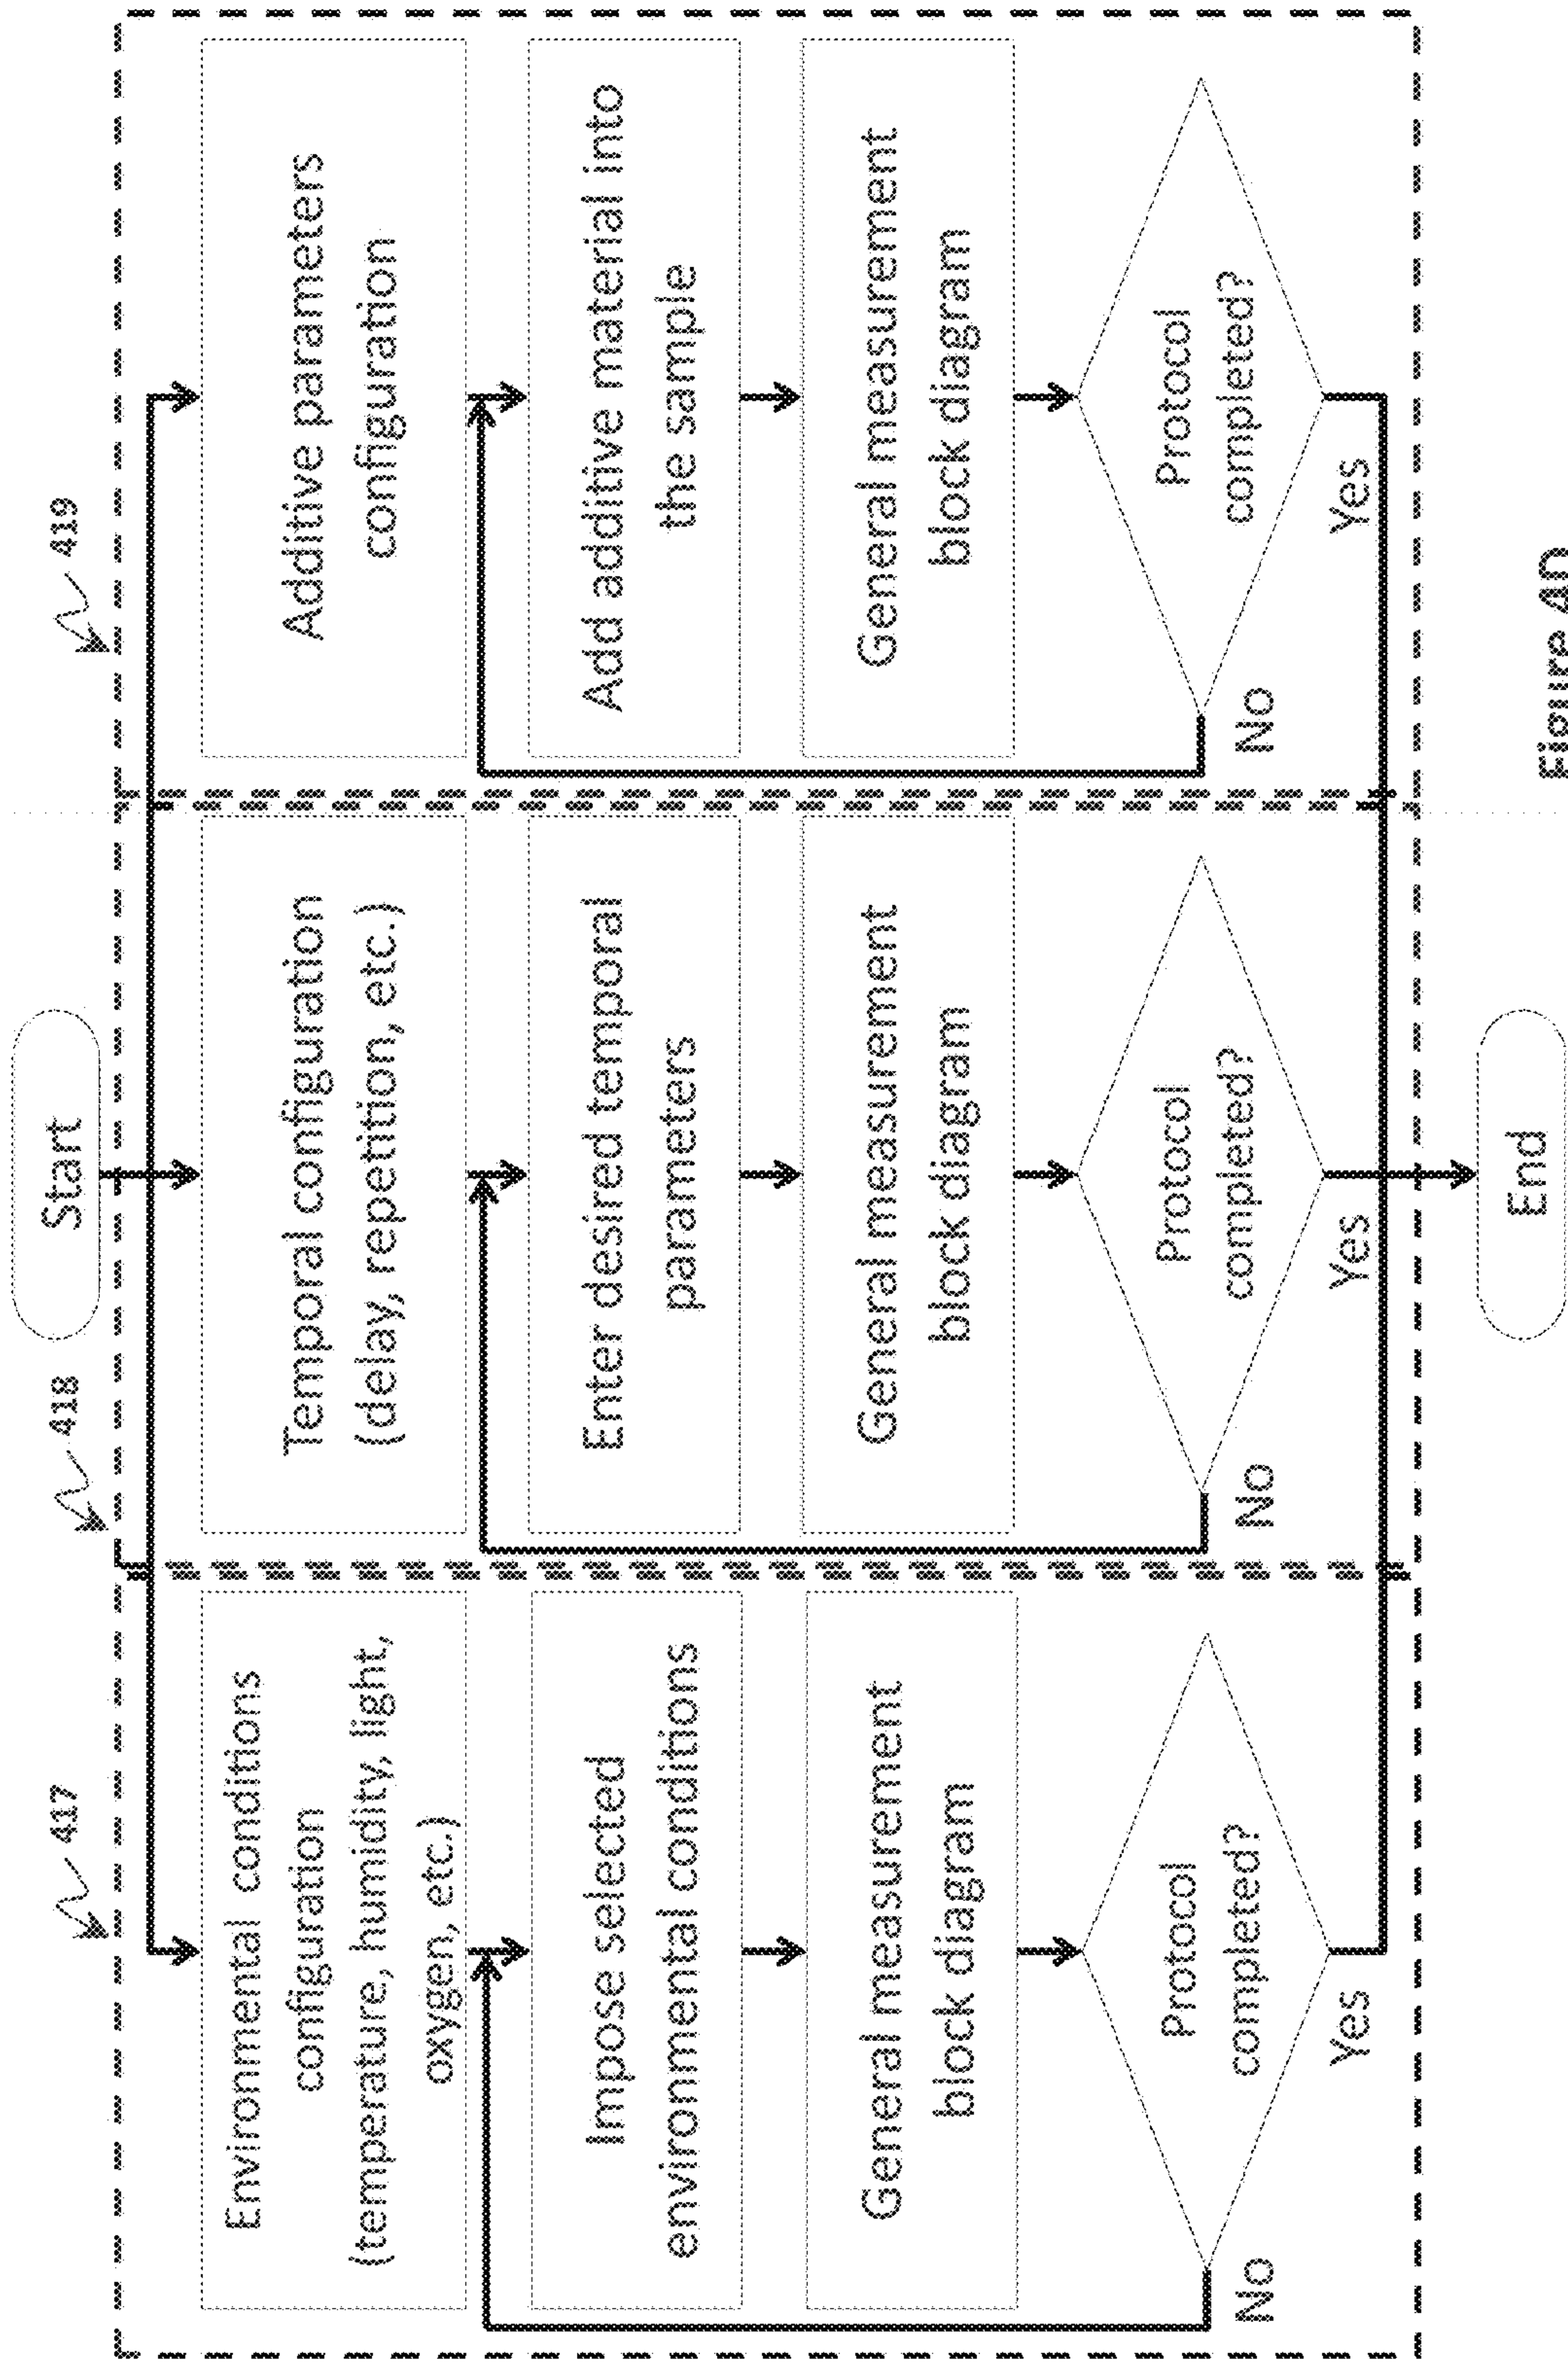 Start
417
418
419
Environmental conditions
configuration
(temperature, humidity, light,
oxygen, etc.)
Impose selected
environmental conditions
General measurement
block diagram
Protocol
completed?
No
Yes
Temporal configuration
(delay, repetition, etc.)
Enter desired temporal
parameters
General measurement
block diagram
Protocol
completed?
No
Yes
Additive parameters
configuration
Add additive material into
the sample
General measurement
block diagram
Protocol
completed?
No
Yes
End
Figure 4D